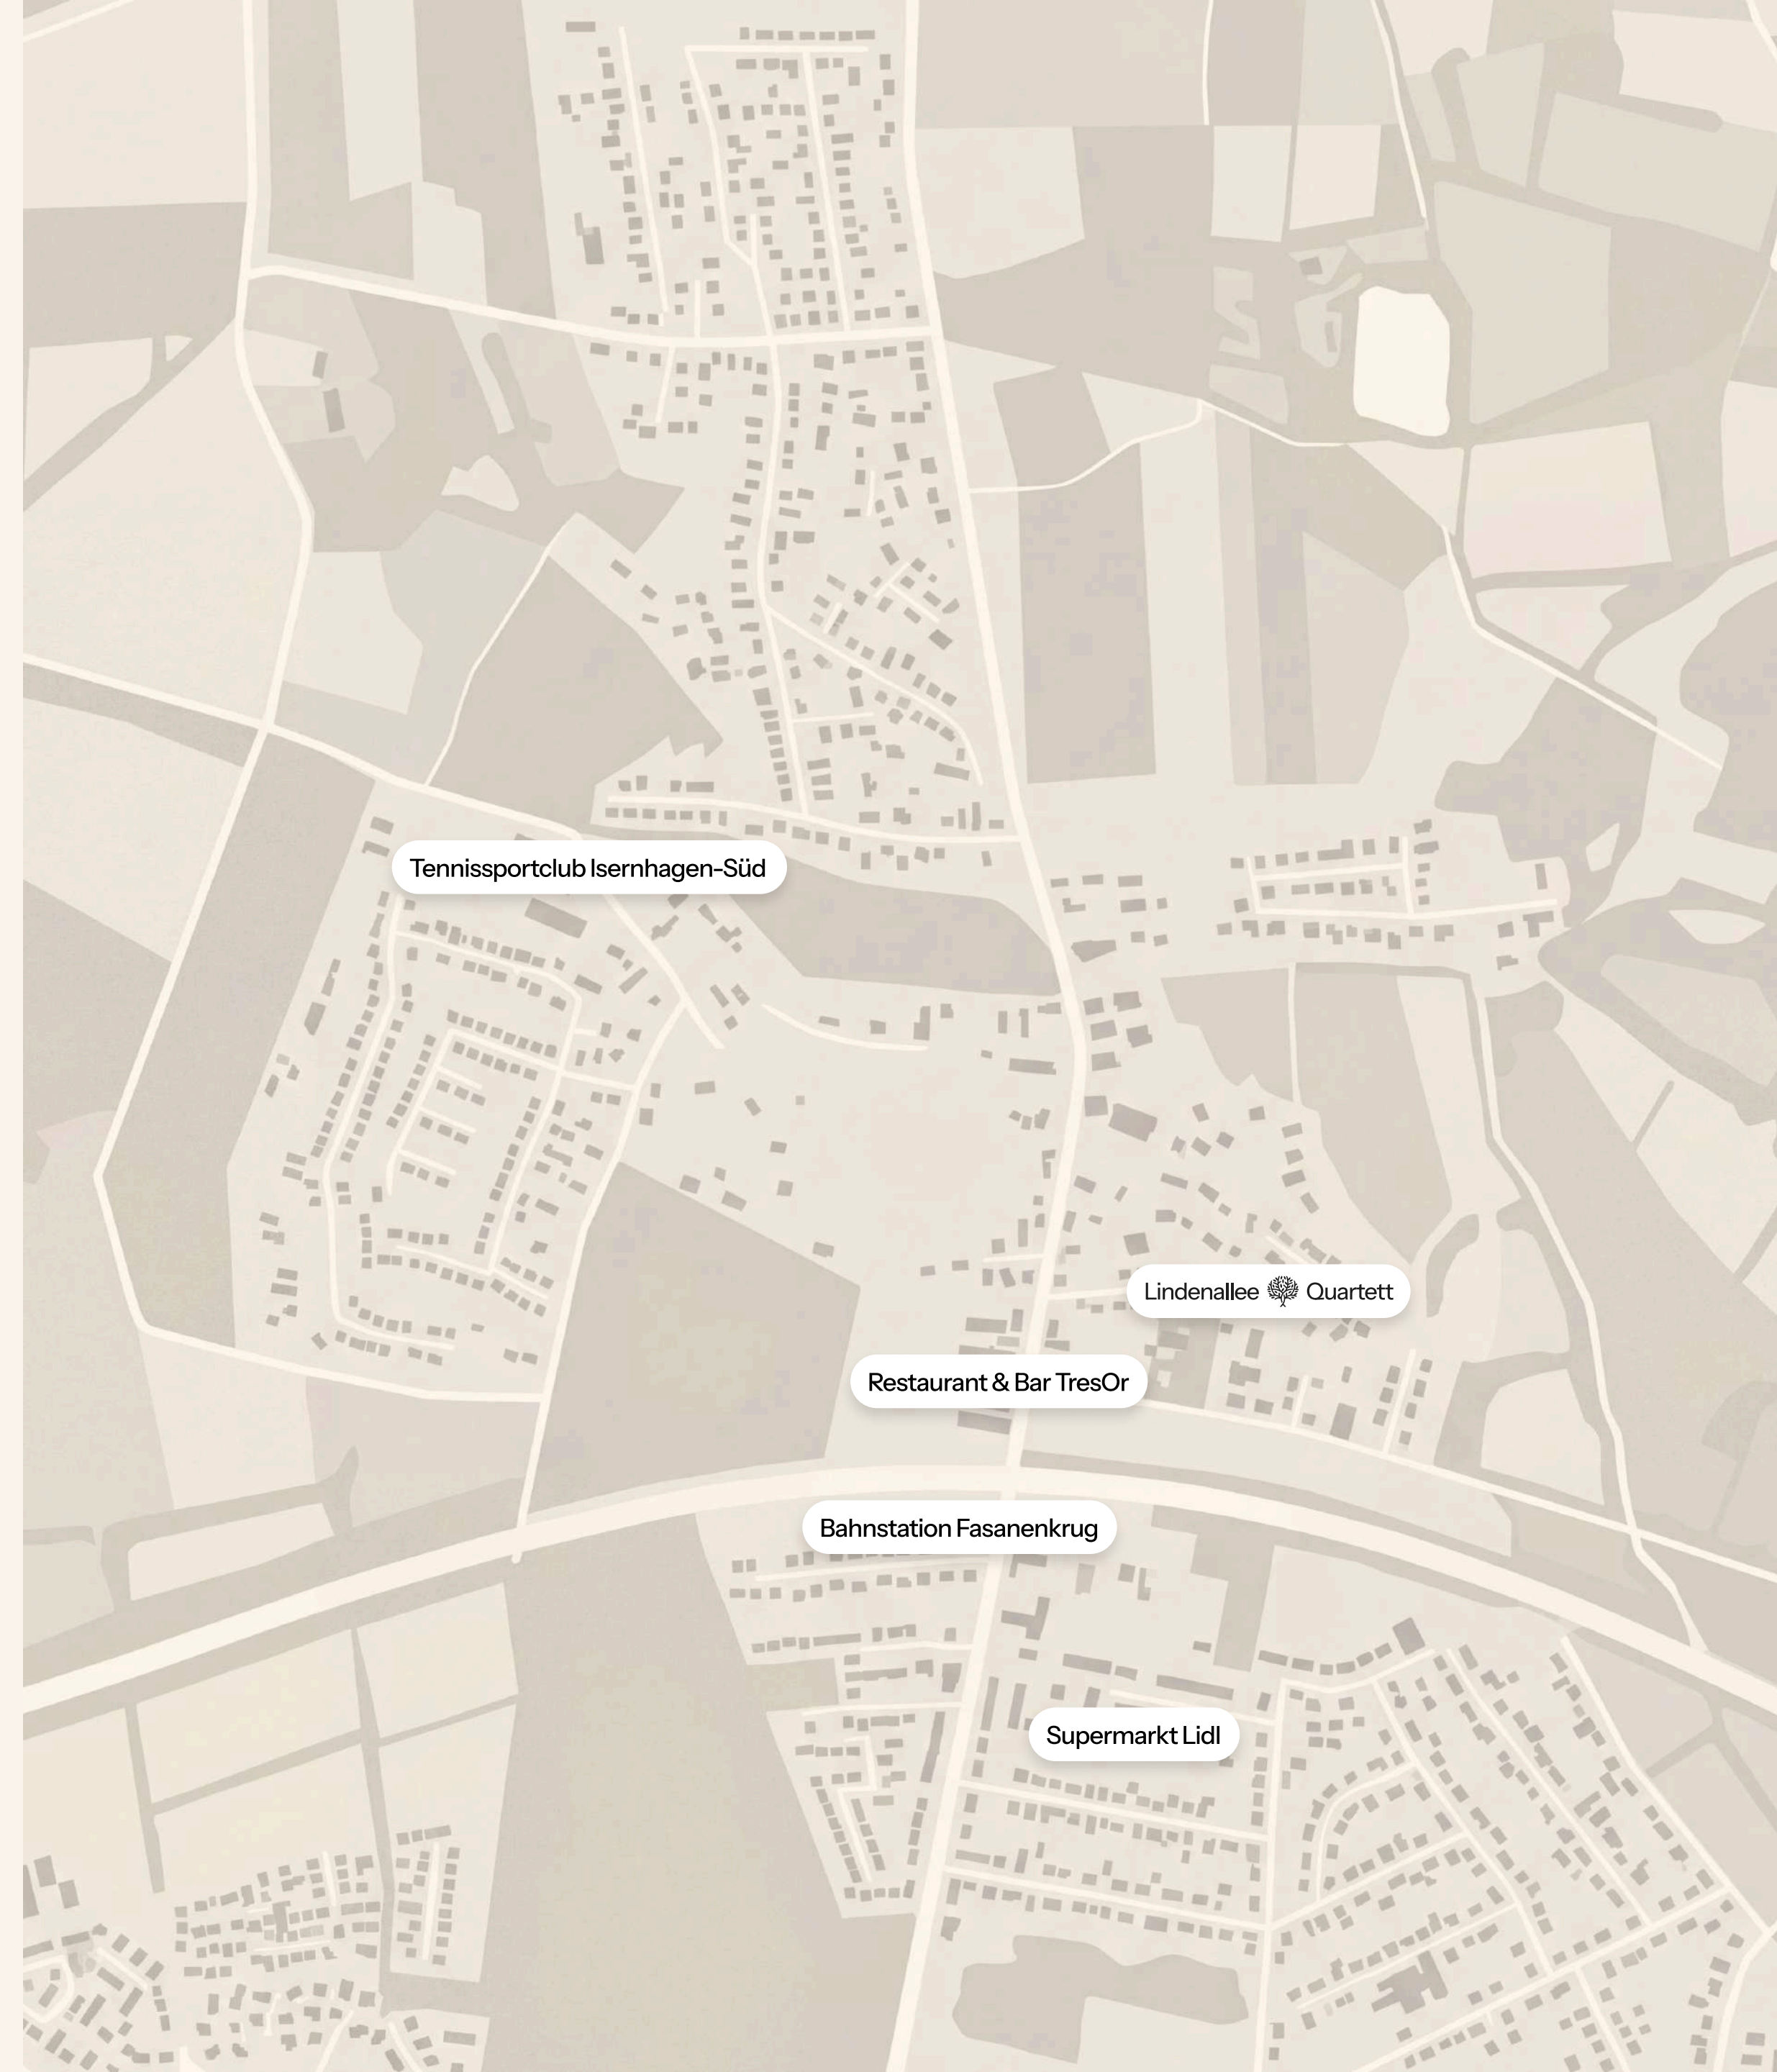 Tennissportclub Isernhagen-Süd
Lindenallee Quartett
Restaurant & Bar TresOr
Bahnstation Fasanenkrug
Supermarkt Lidl